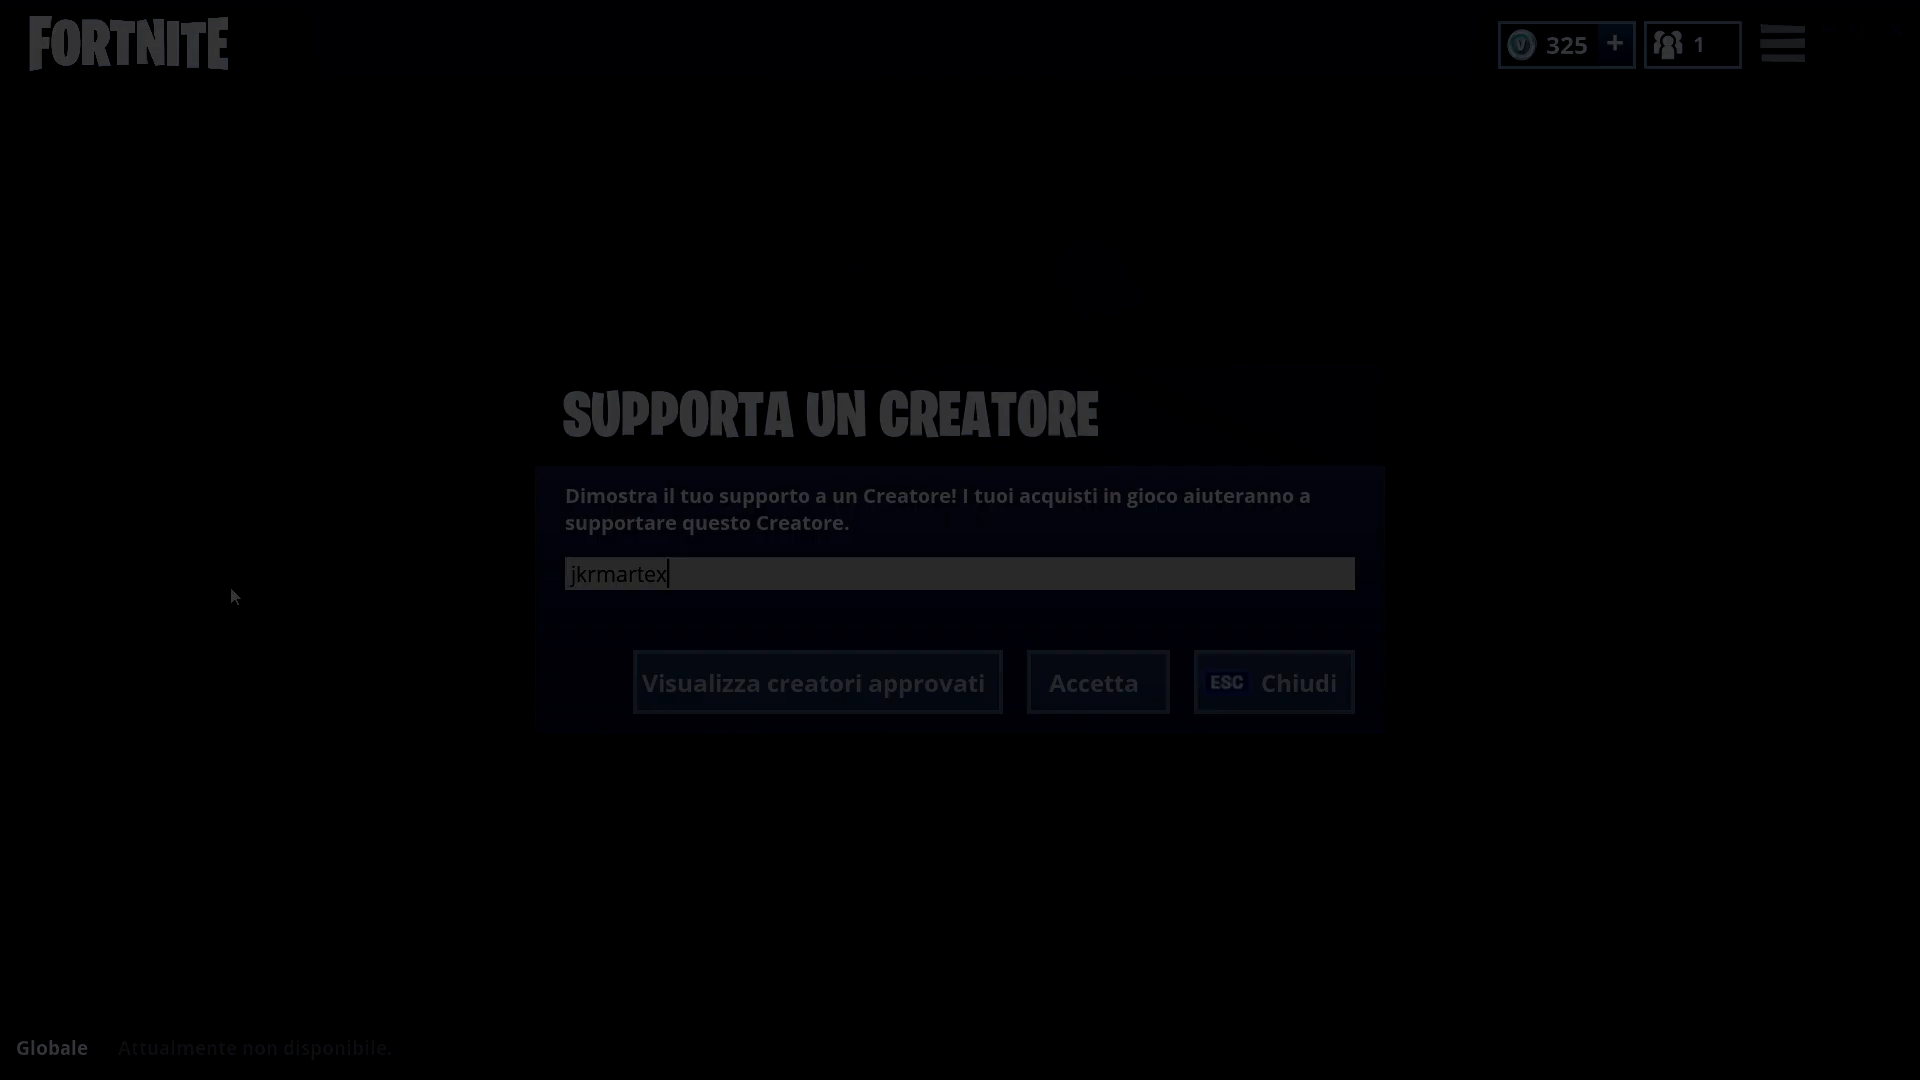 FORTNITE
325 +
1
SUPPORTA UN CREATORE
Dimostra il tuo supporto a un Creatore! I tuoi acquisti in gioco aiuteranno a
supportare questo Creatore.
jkrmartex
Visualizza creatori approvati
Accetta
ESC Chiudi
Globale Attualmente non disponibile.